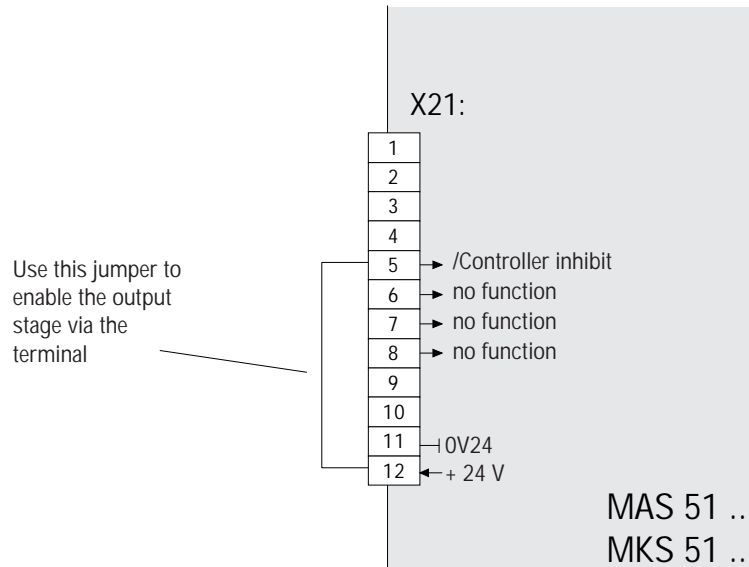 X21:
1
2
3
4
5 /Controller inhibit
6 no function
7 no function
8 no function
9
10
11 0V24
12 + 24 V
Use this jumper to
enable the output
stage via the
terminal
MAS 51 ..
MKS 51 ..